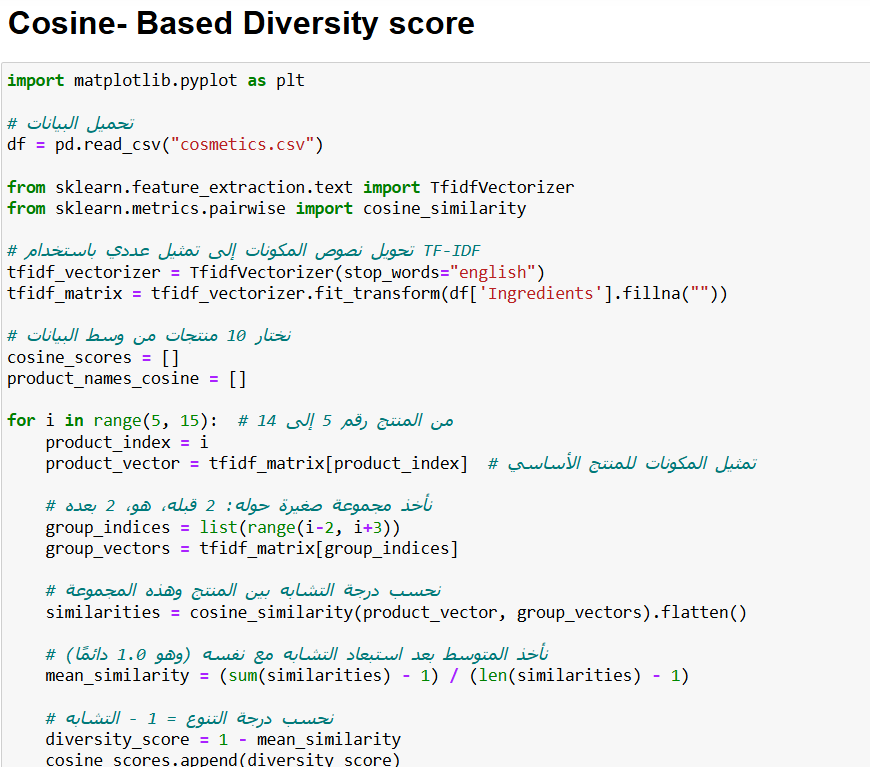 Cosine- Based Diversity score
import matplotlib.pyplot as plt
# تحميل البيانات
df = pd.read_csv("cosmetics.csv")
from sklearn.feature_extraction.text import TfidfVectorizer
from sklearn.metrics.pairwise import cosine_similarity
# تحويل نصوص المكونات إلى تمثيل عددي باستخدام TF-IDF
tfidf_vectorizer = TfidfVectorizer(stop_words="english")
tfidf_matrix = tfidf_vectorizer.fit_transform(df['Ingredients'].fillna(""))
# نختار 10 منتجات من وسط البيانات
cosine_scores = []
product_names_cosine = []
for i in range(5, 15):  # من المنتج رقم 5 إلى 14
    product_index = i
    product_vector = tfidf_matrix[product_index]  # تمثيل المكونات للمنتج الأساسي
    # نأخذ مجموعة صغيرة حوله: 2 قبله، هو، 2 بعده
    group_indices = list(range(i-2, i+3))
    group_vectors = tfidf_matrix[group_indices]
    # نحسب درجة التشابه بين المنتج وهذه المجموعة
    similarities = cosine_similarity(product_vector, group_vectors).flatten()
    # نأخذ المتوسط بعد استبعاد التشابه مع نفسه (وهو 1.0 دائمًا)
    mean_similarity = (sum(similarities) - 1) / (len(similarities) - 1)
    # نحسب درجة التنوع = 1 - التشابه
    diversity_score = 1 - mean_similarity
    cosine_scores.append(diversity_score)